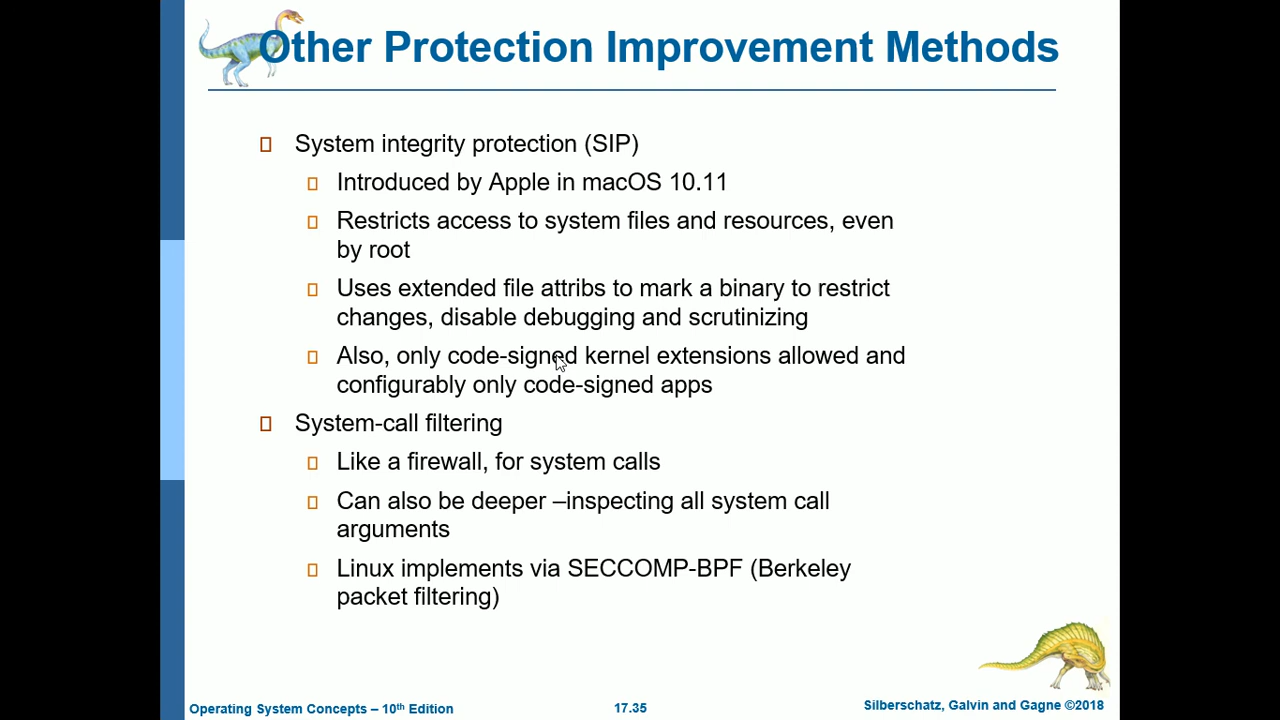 Other Protection Improvement Methods
System integrity protection (SIP)
Introduced by Apple in macOS 10.11
Restricts access to system files and resources, even
by root
Uses extended file attribs to mark a binary to restrict
changes, disable debugging and scrutinizing
Also, only code-signed kernel extensions allowed and
configurably only code-signed apps
System-call filtering
Like a firewall, for system calls
Can also be deeper –inspecting all system call
arguments
Linux implements via SECCOMP-BPF (Berkeley
packet filtering)
Operating System Concepts – 10th Edition
17.35
Silberschatz, Galvin and Gagne ©2018